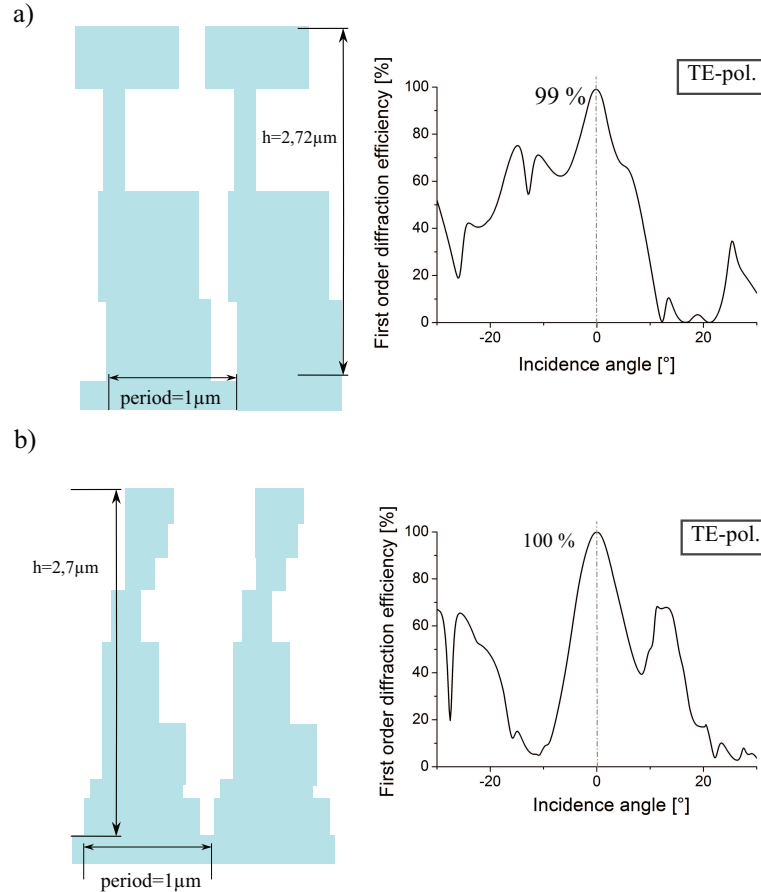 a)
h=2,72µm
period=1µm
First order diffraction efficiency [%]
100
80
60
40
20
0
99 %
TE-pol.
-20
0
20
Incidence angle [°]
b)
h=2,7µm
period=1µm
First order diffraction efficiency [%]
100
80
60
40
20
0
100 %
TE-pol.
-20
0
20
Incidence angle [°]